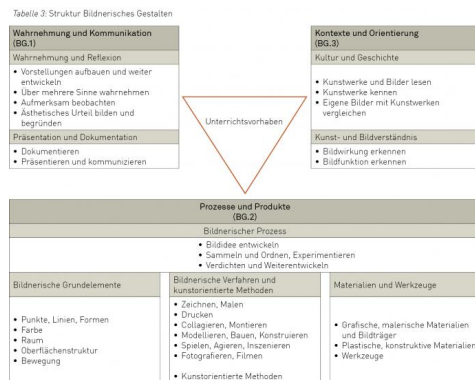 Tabelle 3: Struktur Bildnerisches Gestalten
Wahrnehmung und Kommunikation
(BG.1)
Wahrnehmung und Reflexion
• Vorstellungen aufbauen und weiter
entwickeln
• Über mehrere Sinne wahrnehmen
• Aufmerksam beobachten
• Ästhetisches Urteil bilden und
begründen
Präsentation und Dokumentation
• Dokumentieren
• Präsentieren und kommunizieren
Unterrichtsvorhaben
Kontexte und Orientierung
(BG.3)
Kultur und Geschichte
• Kunstwerke und Bilder lesen
• Kunstwerke kennen
• Eigene Bilder mit Kunstwerken
vergleichen
Kunst- und Bildverständnis
• Bildwirkung erkennen
• Bildfunktion erkennen
Prozesse und Produkte
(BG.2)
Bildnerischer Prozess
• Bildidee entwickeln
• Sammeln und Ordnen, Experimentieren
• Verdichten und Weiterentwickeln
Bildnerische Grundelemente
• Punkte, Linien, Formen
• Farbe
• Raum
• Oberflächenstruktur
• Bewegung
Bildnerische Verfahren und
kunstorientierte Methoden
• Zeichnen, Malen
• Drucken
• Collagieren, Montieren
• Modellieren, Bauen, Konstruieren
• Spielen, Agieren, Inszenieren
• Fotografieren, Filmen
• Kunstorientierte Methoden
Materialien und Werkzeuge
• Grafische, malerische Materialien
und Bildträger
• Plastische, konstruktive Materialien
• Werkzeuge